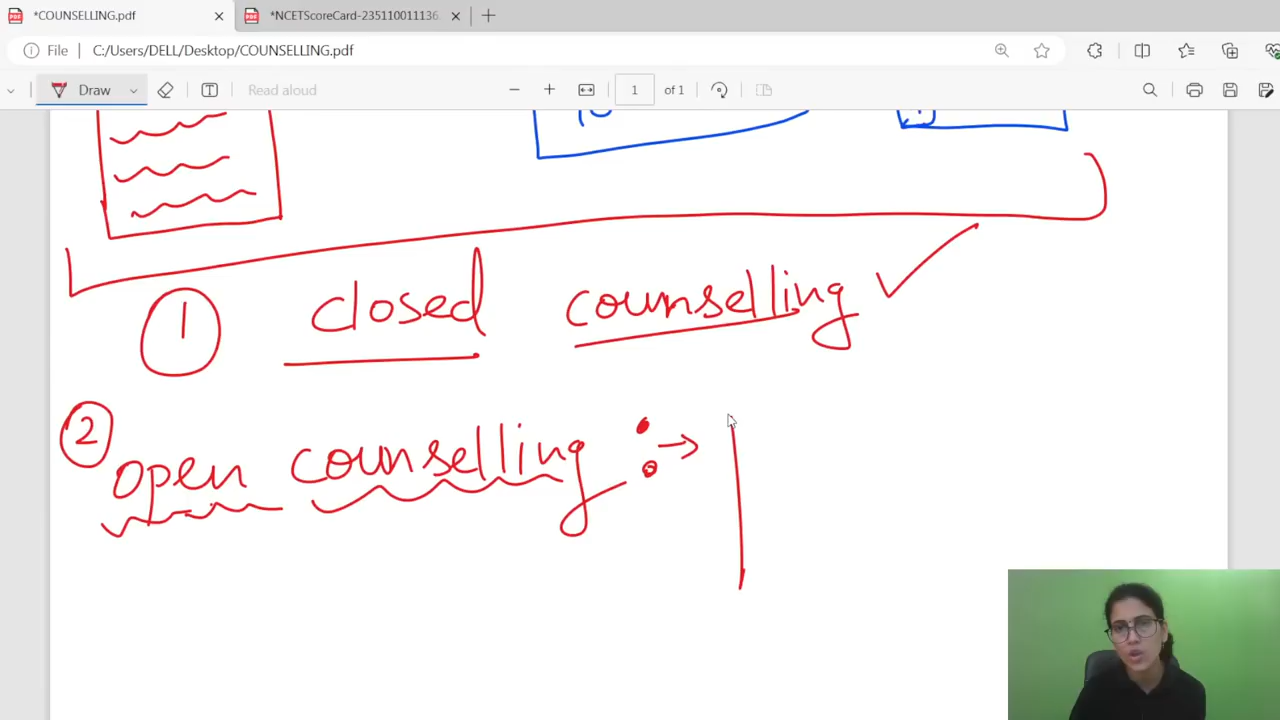 *COUNSELLING.pdf
*NCETScoreCard-235110011136
File C:/Users/DELL/Desktop/COUNSELLING.pdf
Draw
Read aloud
1 of 1
1 closed counselling
2 open counselling :